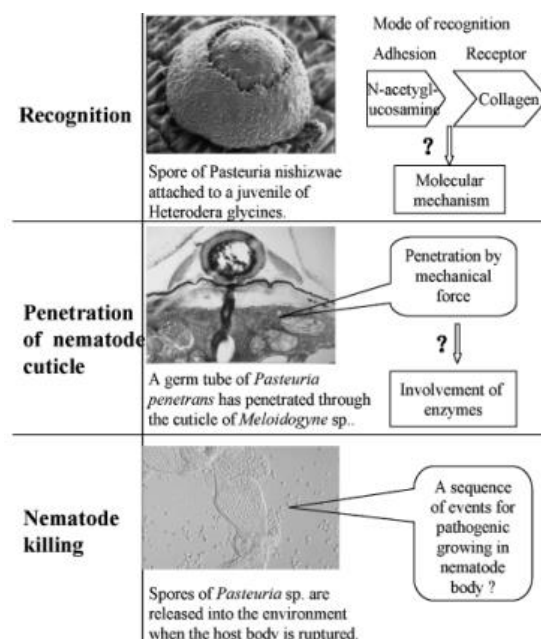 Mode of recognition
Adhesion Receptor
N-acetygl-
ucosamine
Collagen
Recognition
?
Molecular
mechanism
Spore of Pasteuria nishizwae
attached to a juvenile of
Heterodera glycines.
Penetration
of nematode
cuticle
Penetration by
mechanical
force
?
Involvement of
enzymes
A germ tube of Pasteuria
penetrans has penetrated through
the cuticle of Meloidogyne sp..
Nematode
killing
A sequence
of events for
pathogenic
growing in
nematode
body ?
Spores of Pasteuria sp. are
released into the environment
when the host body is ruptured.